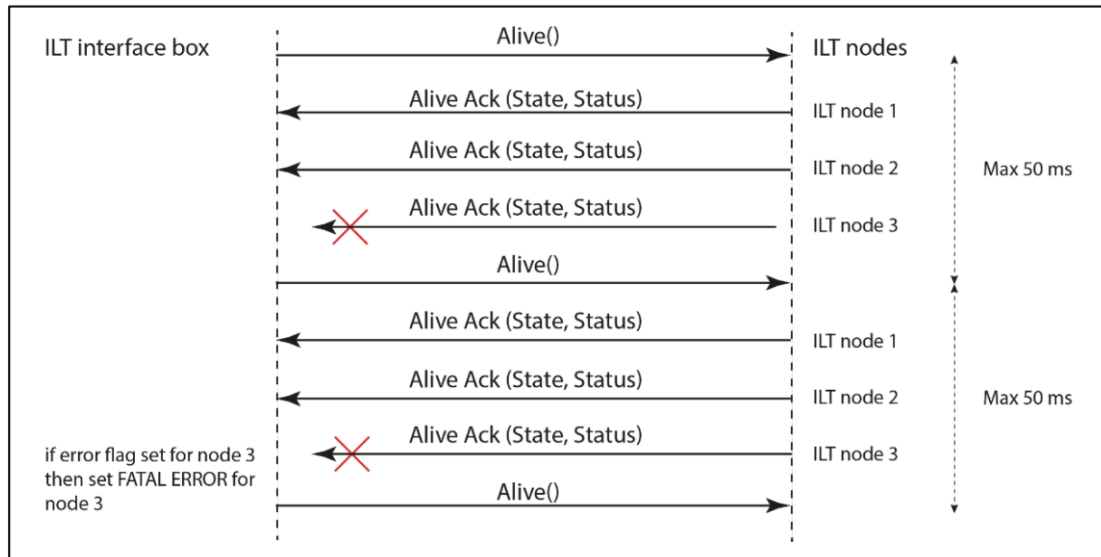 Alive()
ILT interface box
ILT nodes
Alive Ack (State, Status)
ILT node 1
Alive Ack (State, Status)
ILT node 2
Max 50 ms
Alive Ack (State, Status)
ILT node 3
Alive()
Alive Ack (State, Status)
ILT node 1
Alive Ack (State, Status)
ILT node 2
Max 50 ms
Alive Ack (State, Status)
ILT node 3
if error flag set for node 3
then set FATAL ERROR for
node 3
Alive()